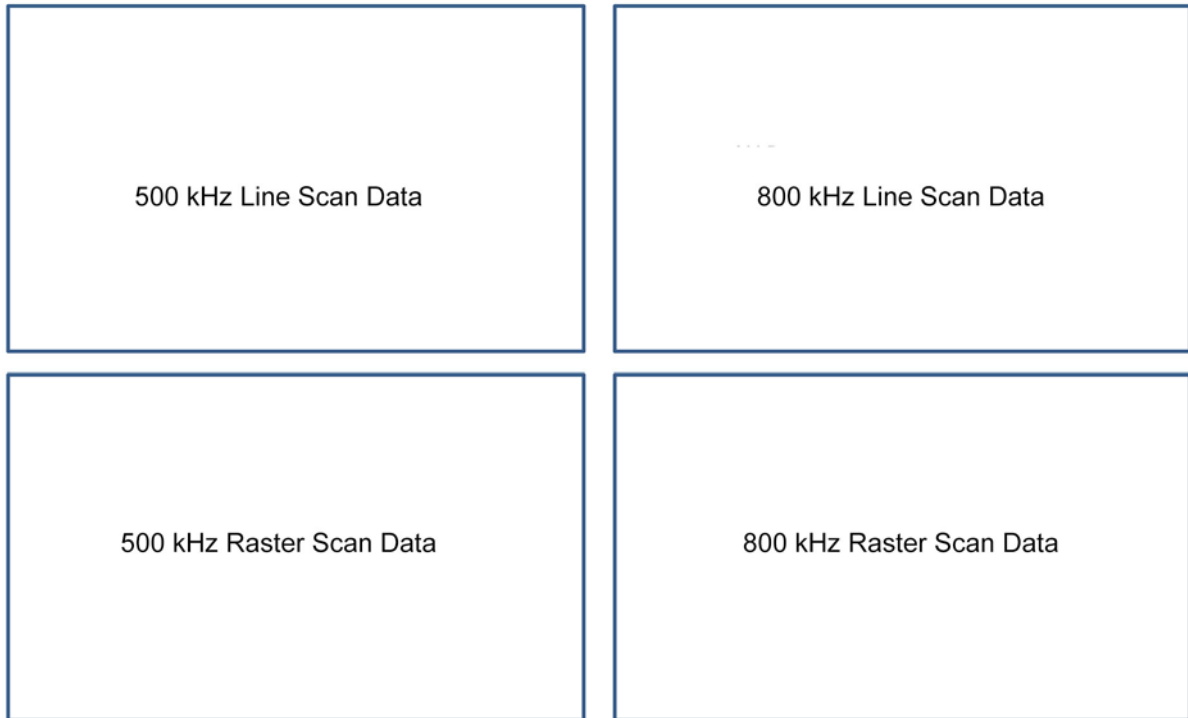 500 kHz Line Scan Data
800 kHz Line Scan Data
500 kHz Raster Scan Data
800 kHz Raster Scan Data